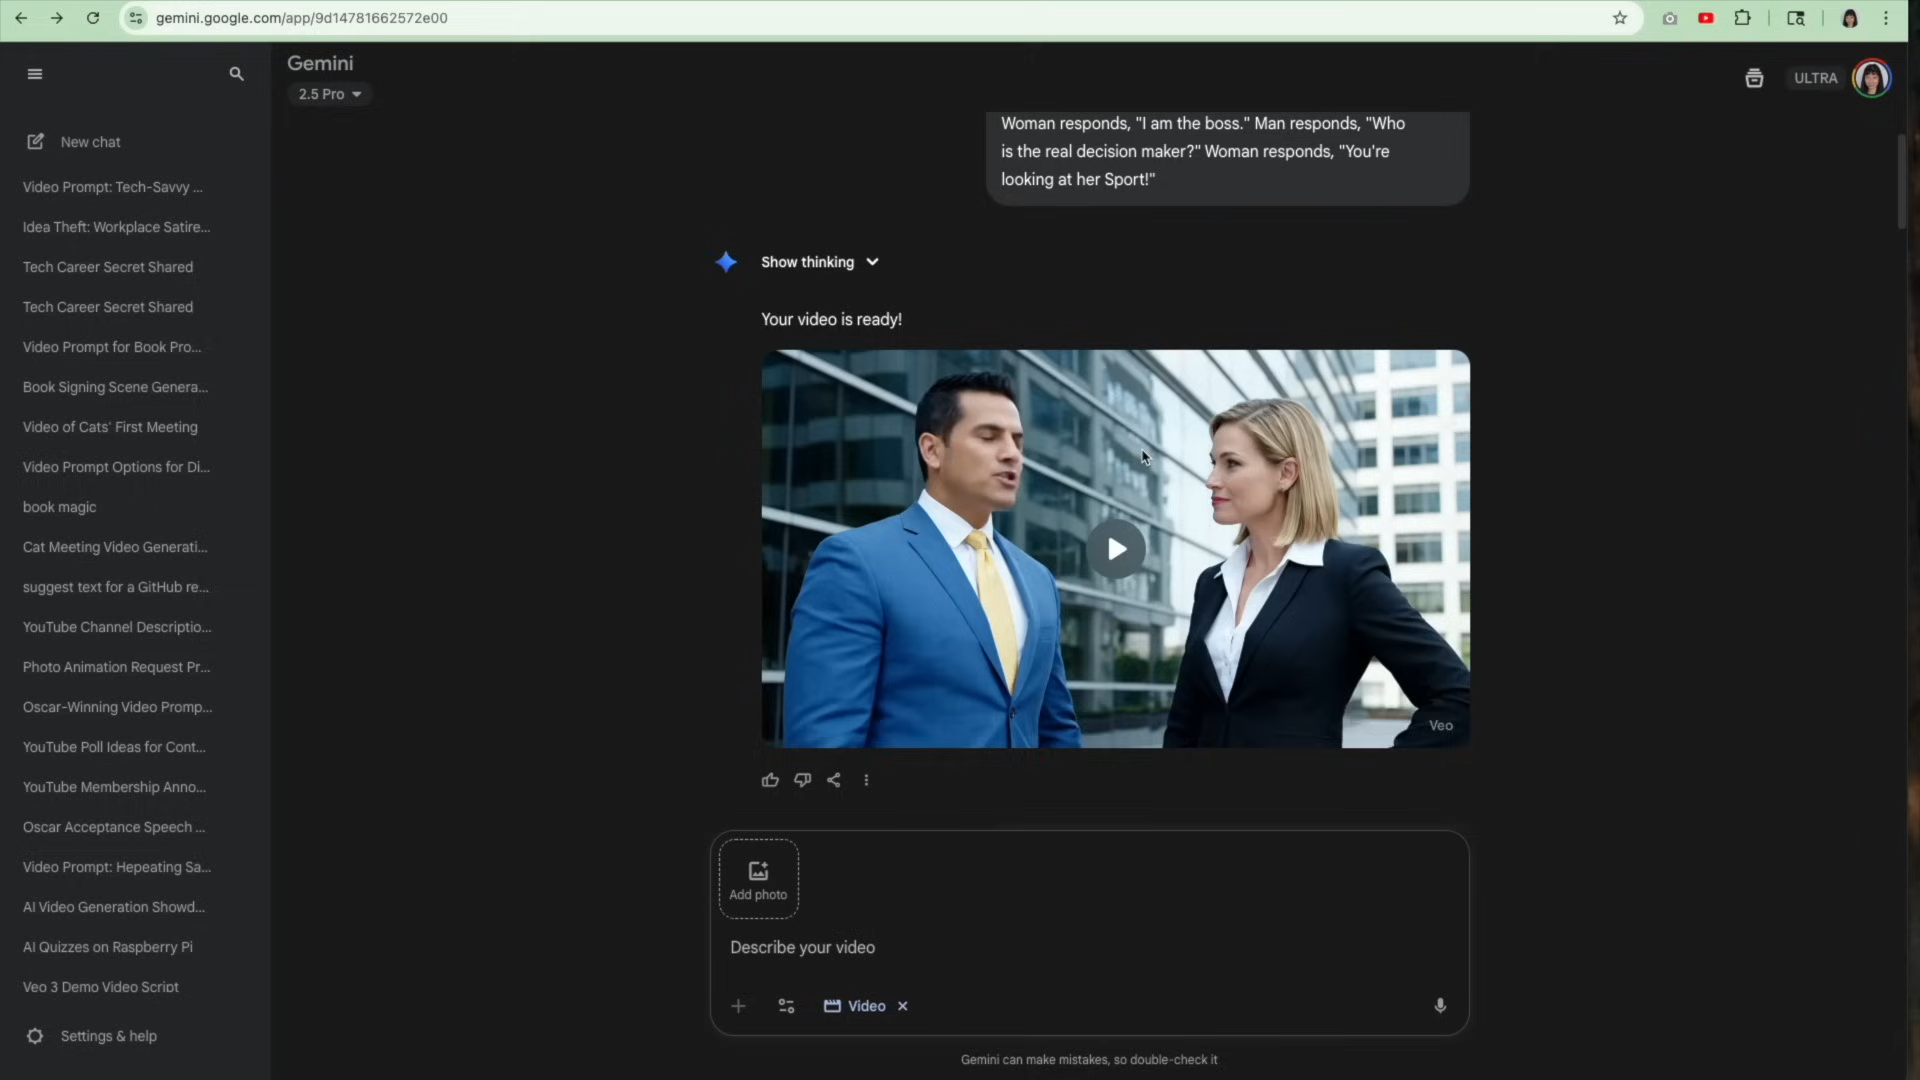 gemini.google.com/app/9d14781662572e00
Gemini
2.5 Pro
ULTRA
New chat
Video Prompt: Tech-Savvy ...
Idea Theft: Workplace Satire...
Tech Career Secret Shared
Tech Career Secret Shared
Video Prompt for Book Pro...
Book Signing Scene Genera...
Video of Cats' First Meeting
Video Prompt Options for Di...
book magic
Cat Meeting Video Generati...
suggest text for a GitHub re...
YouTube Channel Descriptio...
Photo Animation Request Pr...
Oscar-Winning Video Promp...
YouTube Poll Ideas for Cont...
YouTube Membership Anno...
Oscar Acceptance Speech ...
Video Prompt: Hepeating Sa...
AI Video Generation Showd...
AI Quizzes on Raspberry Pi
Veo 3 Demo Video Script
Settings & help
Woman responds, "I am the boss." Man responds, "Who
is the real decision maker?" Woman responds, "You're
looking at her Sport!"
Show thinking
Your video is ready!
Veo
Add photo
Describe your video
Video
Gemini can make mistakes, so double-check it